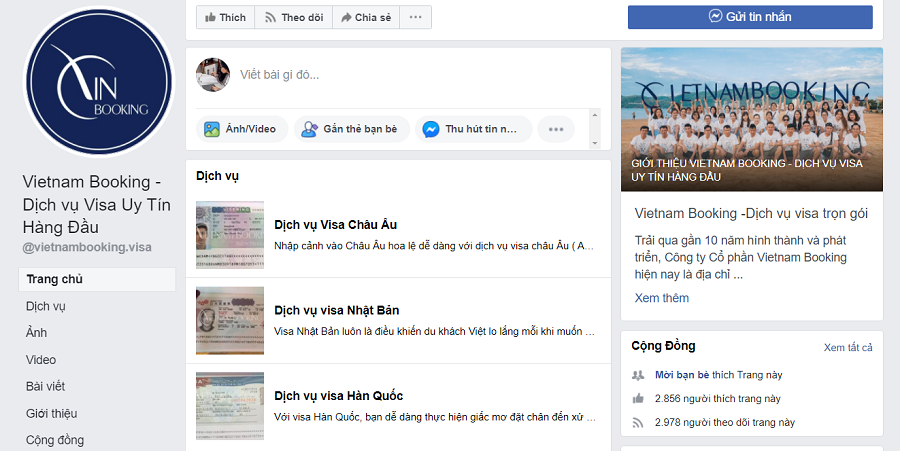 IN
BOOKING
Vietnam Booking -
Dịch vụ Visa Uy Tín
Hàng Đầu
@vietnambooking.visa
Trang chủ
Dịch vụ
Ảnh
Video
Bài viết
Giới thiệu
Cộng đồng
Thích
Theo dõi
Chia sẻ
Viết bài gì đó...
Ảnh/Video
Gắn thẻ bạn bè
Thu hút tin n...
Dịch vụ
Dịch vụ Visa Châu Âu
Nhập cảnh vào Châu Âu hoa lệ dễ dàng với dịch vụ visa châu Âu ( A...
Dịch vụ visa Nhật Bản
Visa Nhật Bản luôn là điều khiến du khách Việt lo lắng mỗi khi muốn ...
Dịch vụ visa Hàn Quốc
Với visa Hàn Quốc, bạn dễ dàng thực hiện giấc mơ đặt chân đến xứ ...
Gửi tin nhắn
VIETNAMBOOKING
GIỚI THIỆU VIETNAM BOOKING - DỊCH VỤ VISA
UY TÍN HÀNG ĐẦU
Vietnam Booking -Dịch vụ visa trọn gói
Trải qua gần 10 năm hình thành và phát
triển, Công ty Cổ phần Vietnam Booking
hiện nay là địa chỉ ...
Xem thêm
Cộng Đồng
Xem tất cả
Mời bạn bè thích Trang này
2.856 người thích trang này
2.978 người theo dõi trang này